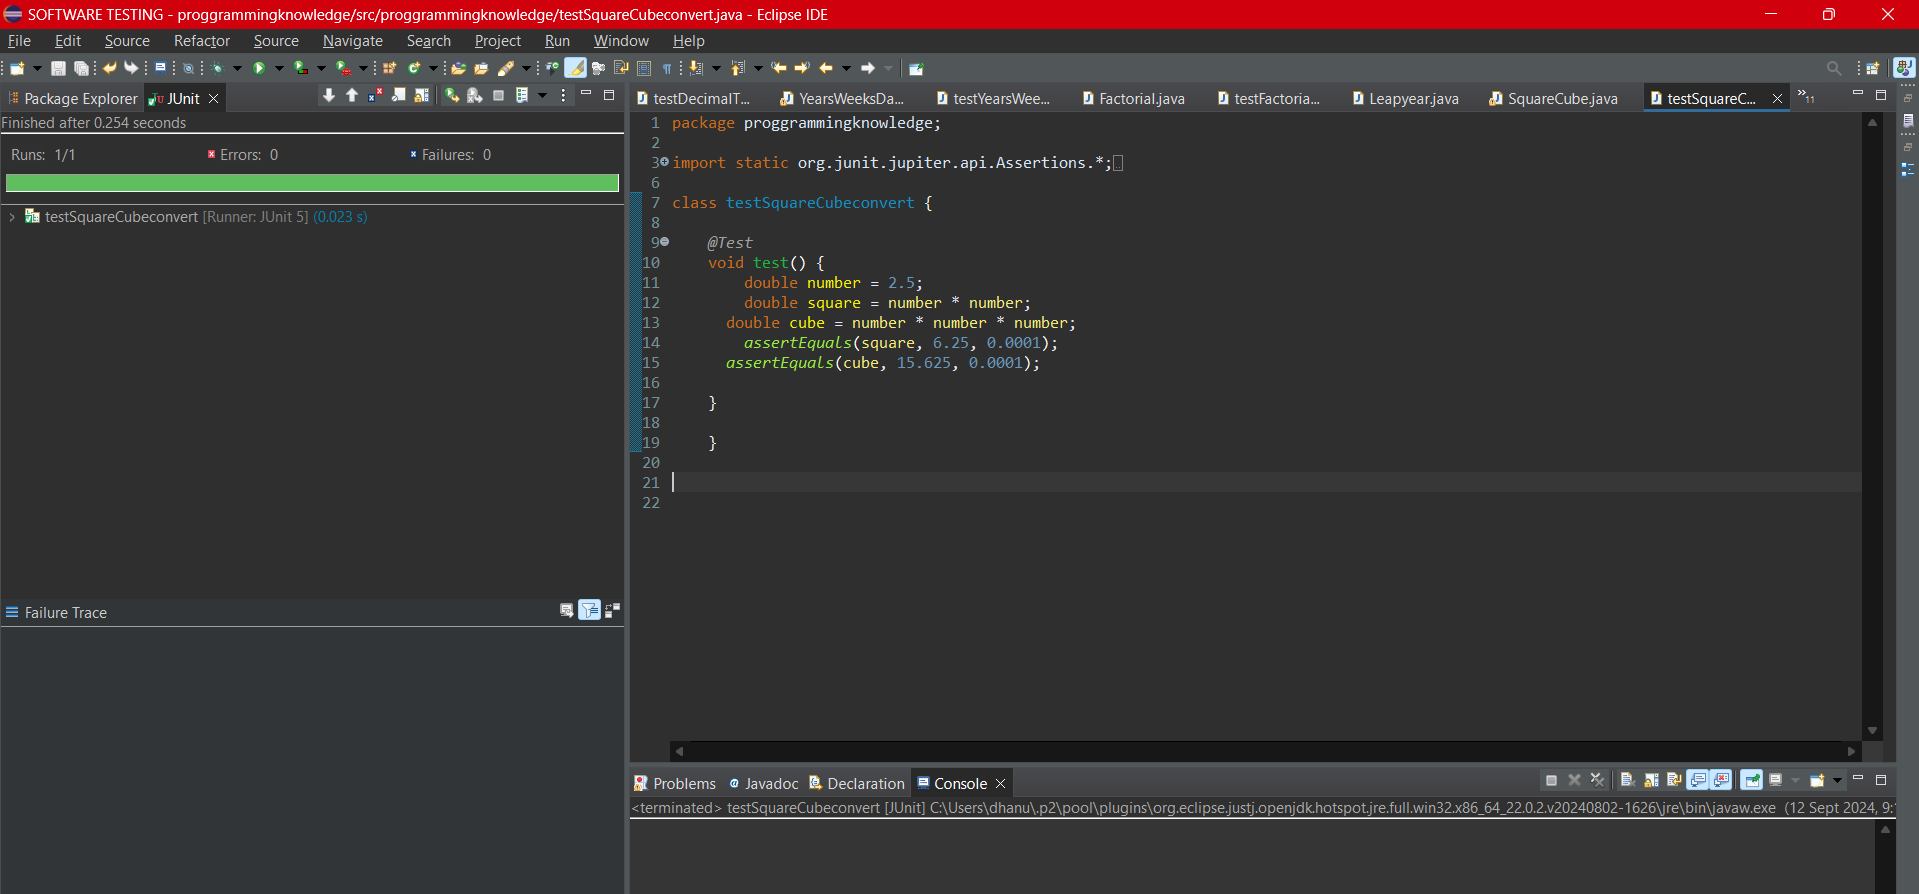 SOFTWARE TESTING - proggrammingknowledge/src/proggrammingknowledge/testSquareCubeconvert.java - Eclipse IDE
File Edit Source Refactor Source Navigate Search Project Run Window Help
Package Explorer JUnit
Finished after 0.254 seconds
Runs: 1/1 Errors: 0 Failures: 0
testSquareCubeconvert [Runner: JUnit 5] (0.023 s)
Failure Trace
testDecimalT... YearsWeeksDa... testYearsWee... Factorial.java testFactoria... Leapyear.java SquareCube.java testSquareC... »11
1 package proggrammingknowledge;
2
3 import static org.junit.jupiter.api.Assertions.*;
6
7 class testSquareCubeconvert {
8
9 @Test
10 void test() {
11 double number = 2.5;
12 double square = number * number;
13 double cube = number * number * number;
14 assertEquals(square, 6.25, 0.0001);
15 assertEquals(cube, 15.625, 0.0001);
16
17 }
18
19 }
20
21
22
Problems Javadoc Declaration Console
<terminated> testSquareCubeconvert [JUnit] C:\Users\dhanu\.p2\pool\plugins\org.eclipse.justj.openjdk.hotspot.jre.full.win32.x86_64_22.0.2.v20240802-1626\jre\bin\javaw.exe (12 Sept 2024, 9: